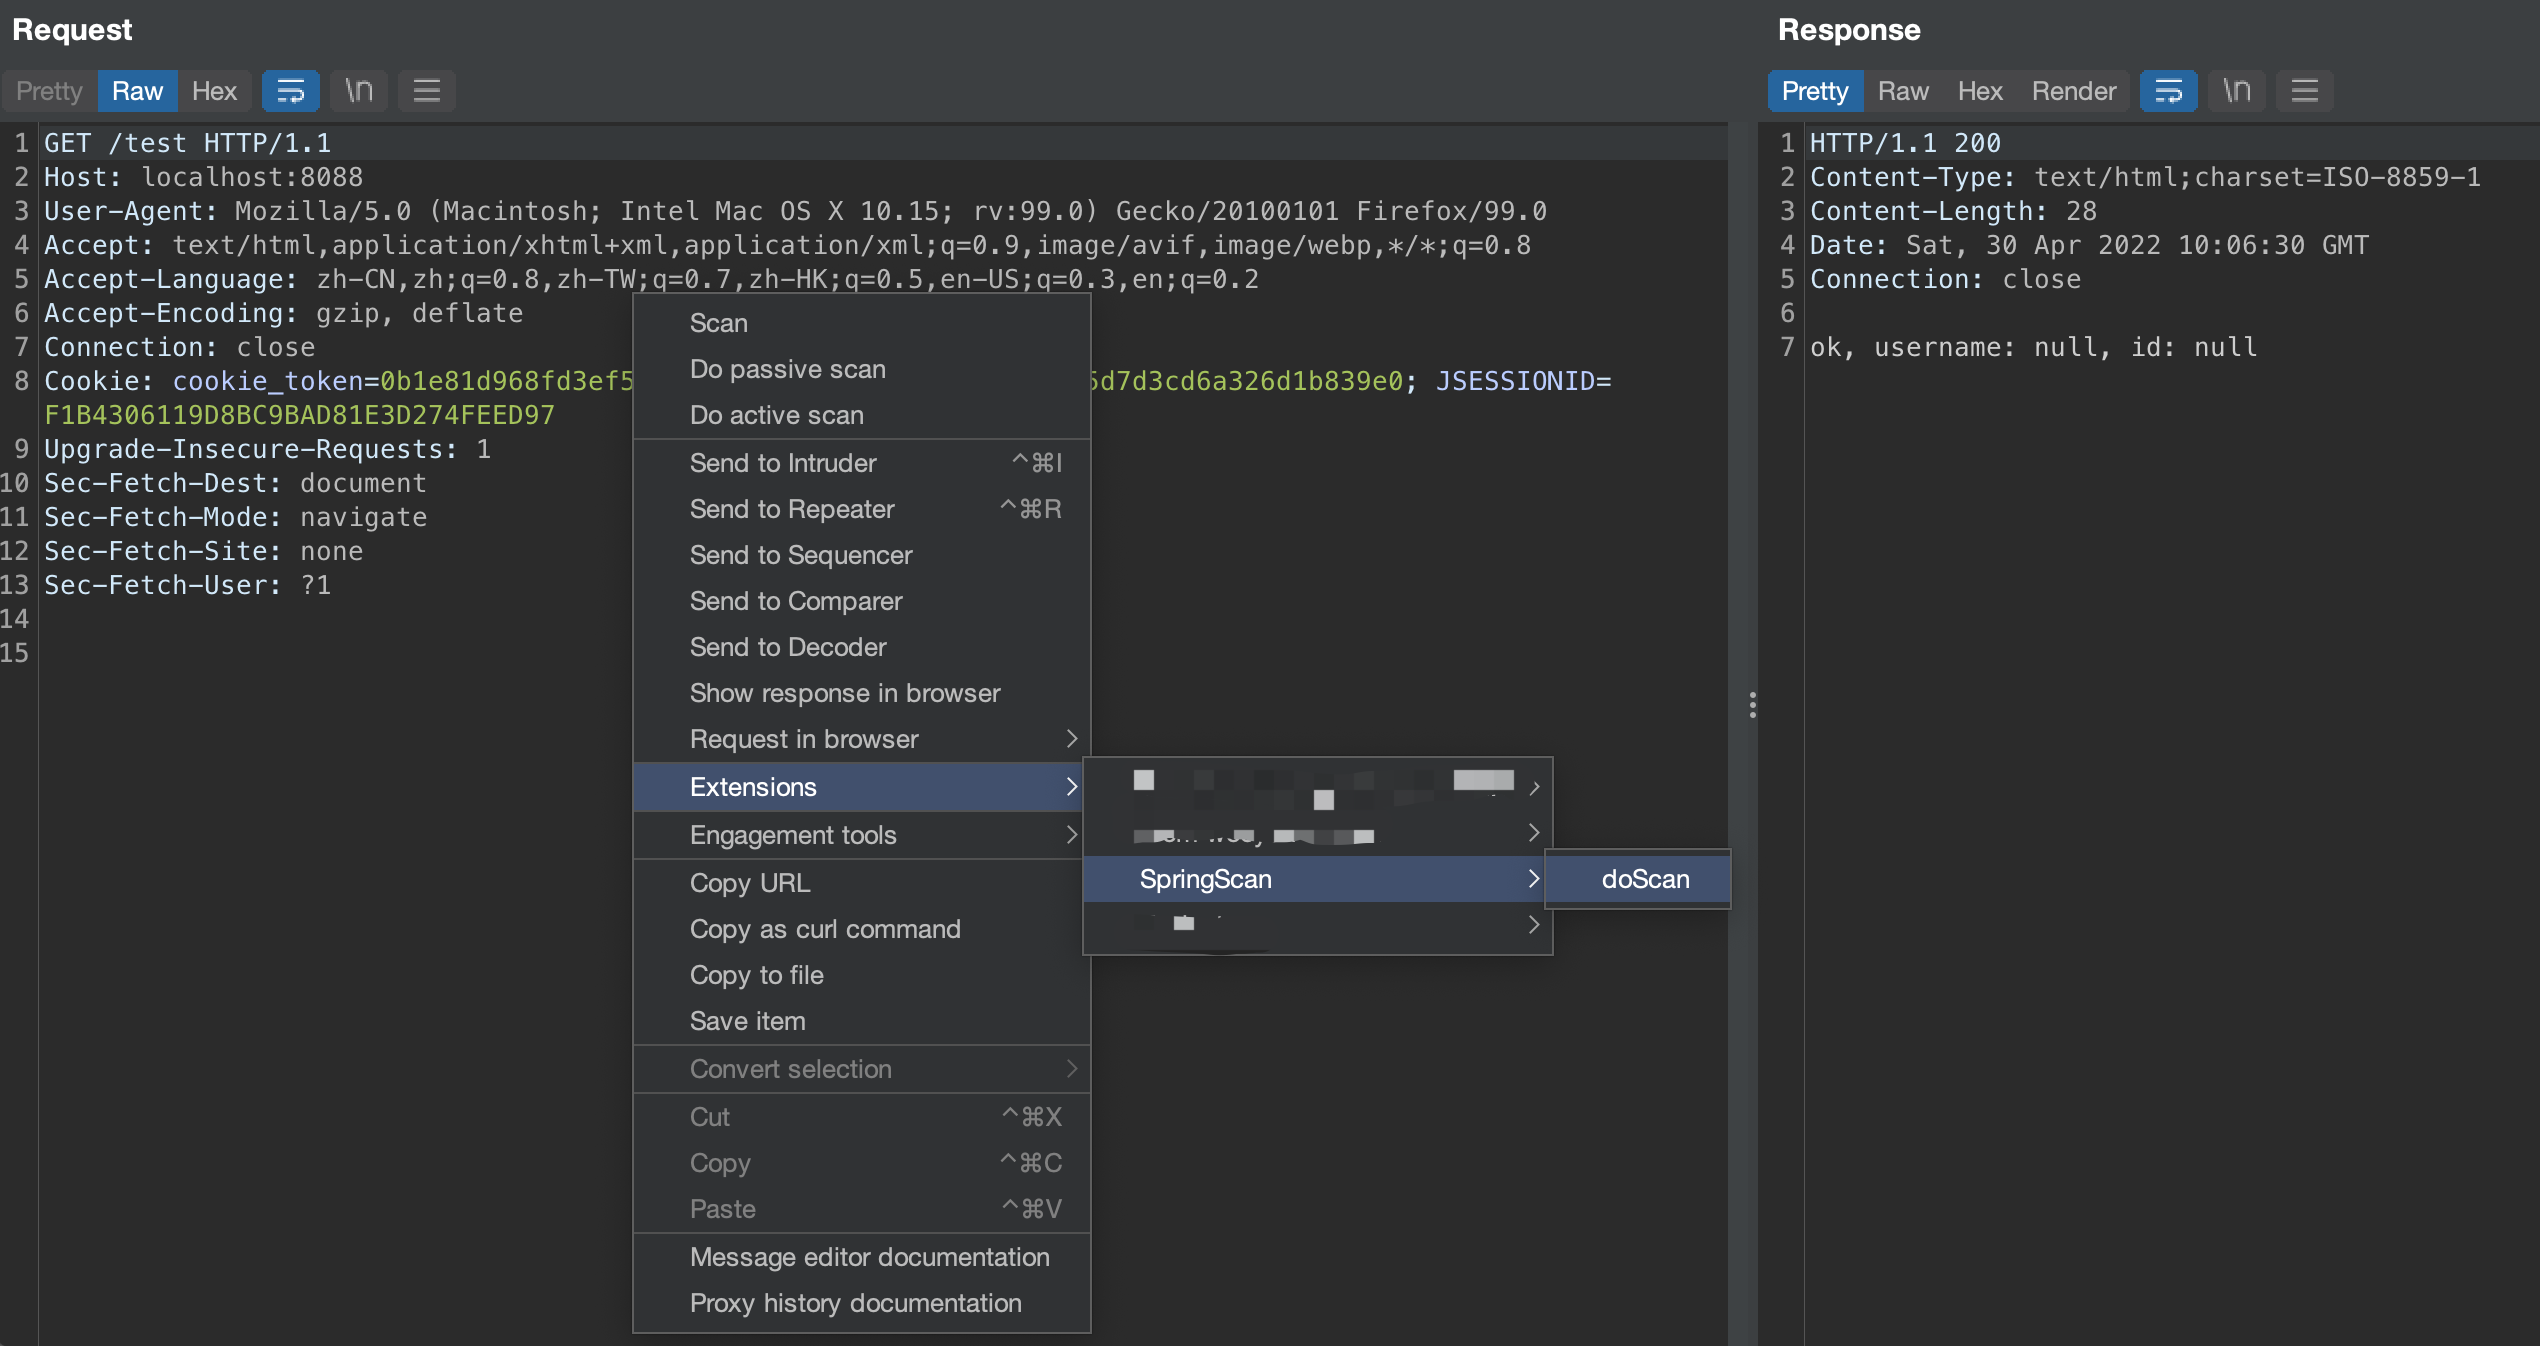 Request
Pretty Raw Hex \n
1 GET /test HTTP/1.1
2 Host: localhost:8088
3 User-Agent: Mozilla/5.0 (Macintosh; Intel Mac OS X 10.15; rv:99.0) Gecko/20100101 Firefox/99.0
4 Accept: text/html,application/xhtml+xml,application/xml;q=0.9,image/avif,image/webp,*/*;q=0.8
5 Accept-Language: zh-CN,zh;q=0.8,zh-TW;q=0.7,zh-HK;q=0.5,en-US;q=0.3,en;q=0.2
6 Accept-Encoding: gzip, deflate
7 Connection: close
8 Cookie: cookie_token=0b1e81d968fd3ef5 5d7d3cd6a326d1b839e0; JSESSIONID=
F1B4306119D8BC9BAD81E3D274FEED97
9 Upgrade-Insecure-Requests: 1
10 Sec-Fetch-Dest: document
11 Sec-Fetch-Mode: navigate
12 Sec-Fetch-Site: none
13 Sec-Fetch-User: ?1
14
15
Scan
Do passive scan
Do active scan
Send to Intruder ^⌘I
Send to Repeater ^⌘R
Send to Sequencer
Send to Comparer
Send to Decoder
Show response in browser
Request in browser
Extensions
Engagement tools
Copy URL
Copy as curl command
Copy to file
Save item
Convert selection
Cut ^⌘X
Copy ^⌘C
Paste ^⌘V
Message editor documentation
Proxy history documentation
SpringScan
doScan
Response
Pretty Raw Hex Render \n
1 HTTP/1.1 200
2 Content-Type: text/html;charset=ISO-8859-1
3 Content-Length: 28
4 Date: Sat, 30 Apr 2022 10:06:30 GMT
5 Connection: close
6
7 ok, username: null, id: null